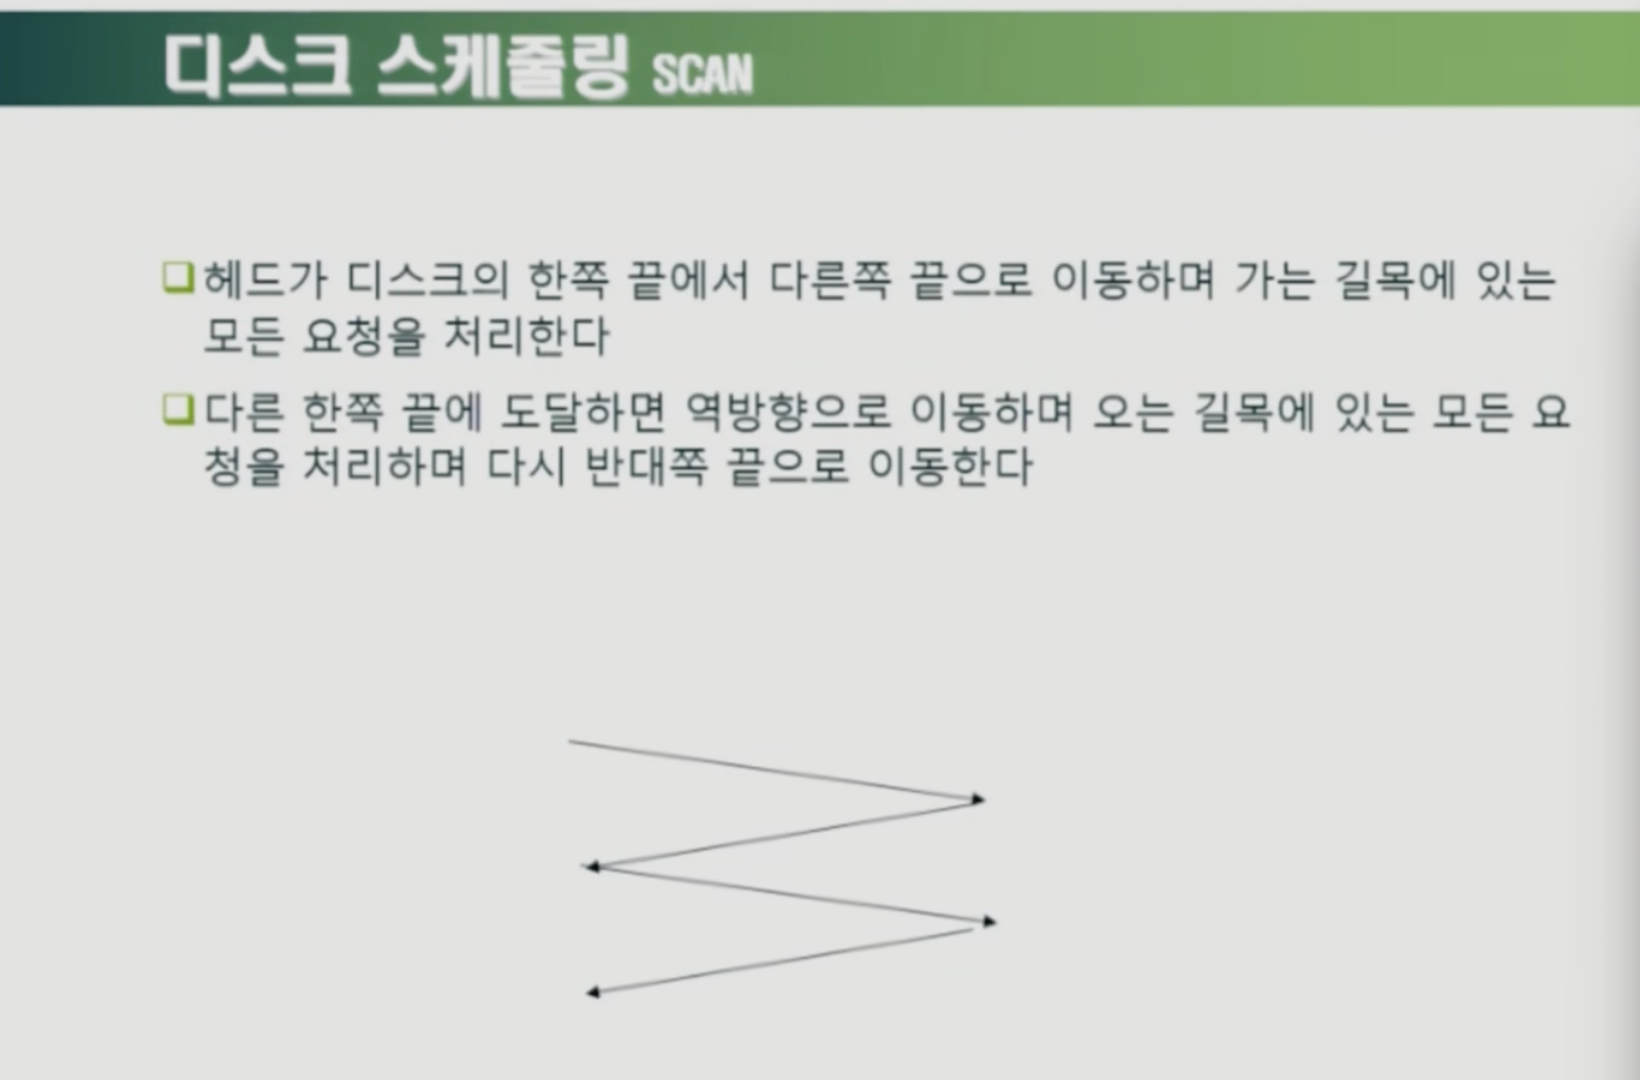 디스크 스케줄링 SCAN
헤드가 디스크의 한쪽 끝에서 다른쪽 끝으로 이동하며 가는 길목에 있는
모든 요청을 처리한다
다른 한쪽 끝에 도달하면 역방향으로 이동하며 오는 길목에 있는 모든 요
청을 처리하며 다시 반대쪽 끝으로 이동한다